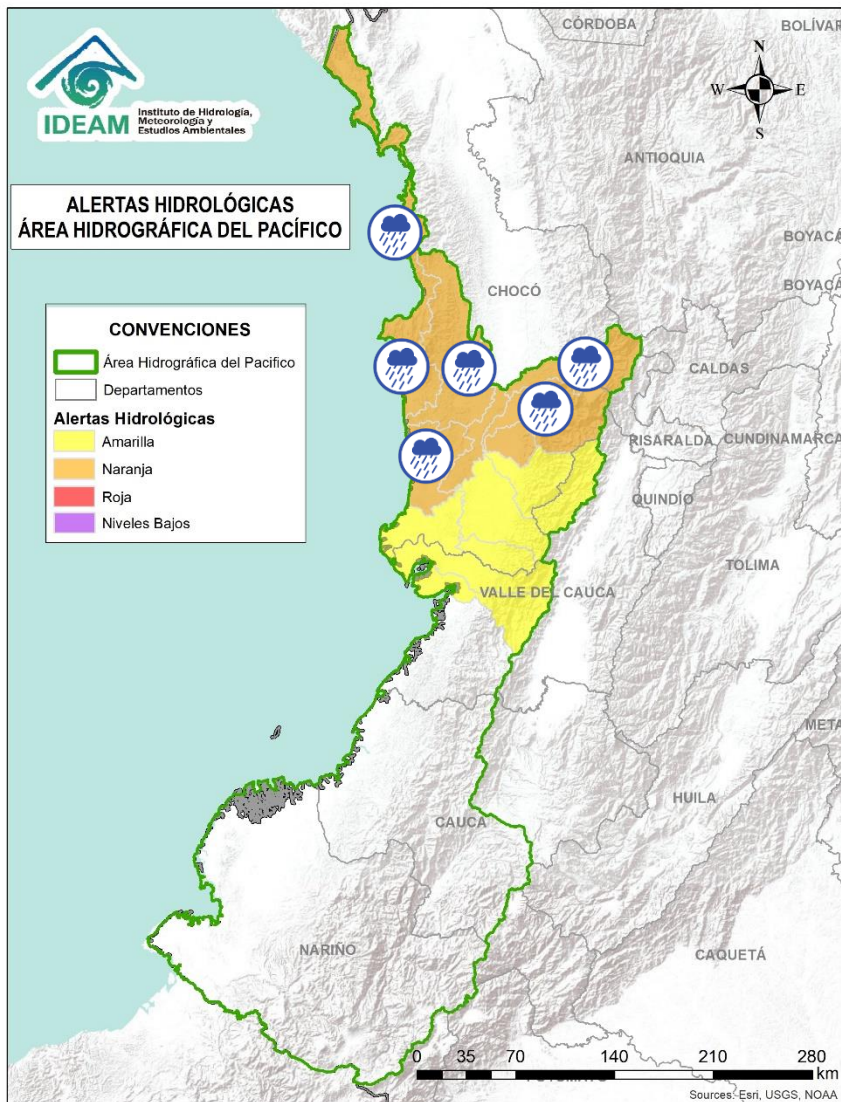 CÓRDOBA
BOLÍVAR
IDEAM
Instituto de Hidrología,
Meteorología y
Estudios Ambientales
N
W E
S
ANTIOQUIA
ALERTAS HIDROLÓGICAS
ÁREA HIDROGRÁFICA DEL PACÍFICO
BOYACÁ
BOYACÁ
CHOCÓ
CONVENCIONES
Área Hidrográfica del Pacifico
Departamentos
Alertas Hidrológicas
Amarilla
Naranja
Roja
Niveles Bajos
CALDAS
RISARALDA
CUNDINAMARCA
QUINDÍO
TOLIMA
VALLE DEL CAUCA
META
HUILA
CAUCA
NARIÑO
CAQUETÁ
0 35 70 140 210 280
km
Sources: Esri, USGS, NOAA